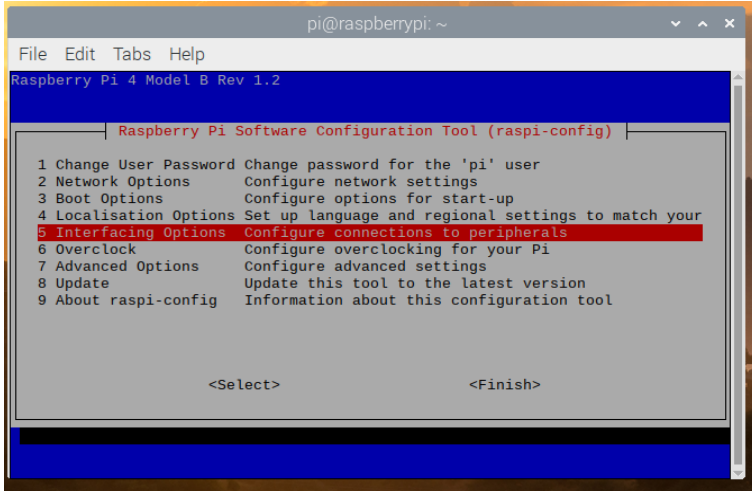 pi@raspberrypi: ~
File Edit Tabs Help
Raspberry Pi 4 Model B Rev 1.2
Raspberry Pi Software Configuration Tool (raspi-config)
1 Change User Password Change password for the 'pi' user
2 Network Options Configure network settings
3 Boot Options Configure options for start-up
4 Localisation Options Set up language and regional settings to match your
5 Interfacing Options Configure connections to peripherals
6 Overclock Configure overclocking for your Pi
7 Advanced Options Configure advanced settings
8 Update Update this tool to the latest version
9 About raspi-config Information about this configuration tool
<Select> <Finish>